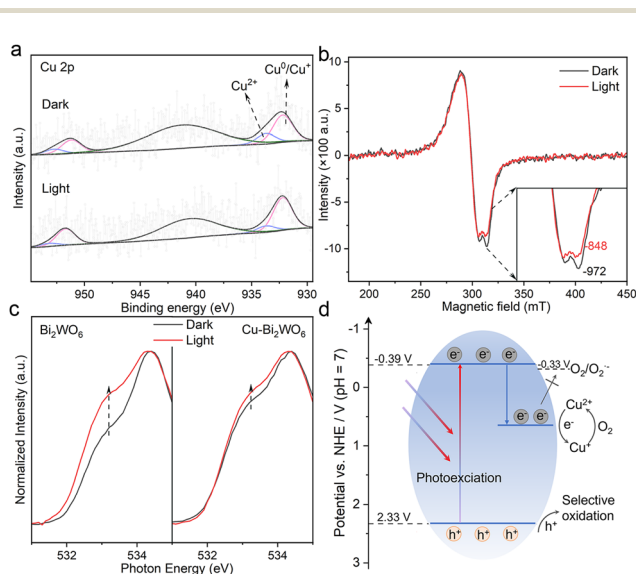 a
Cu 2p
Cu²⁺
Cu⁰/Cu⁺
Dark
Light
Intensity (a.u.)
950 945 940 935 930
Binding energy (eV)
b
Dark
Light
Intensity (×100 a.u.)
10
5
0
-5
-10
-848
-972
200 250 300 350 400 450
Magnetic field (mT)
c
Bi₂WO₆
Dark
Light
Cu-Bi₂WO₆
Normalized Intensity (a.u.)
532 534 532 534
Photon Energy (eV)
d
Potential vs. NHE / V (pH = 7)
-1
0
1
2
3
-0.39 V
e⁻ e⁻ e⁻
-0.33 V
O₂/O₂˙⁻
e⁻ e⁻
Cu²⁺
e⁻
O₂
Cu⁺
Photoexciation
2.33 V
h⁺ h⁺ h⁺
Selective
oxidation
h⁺